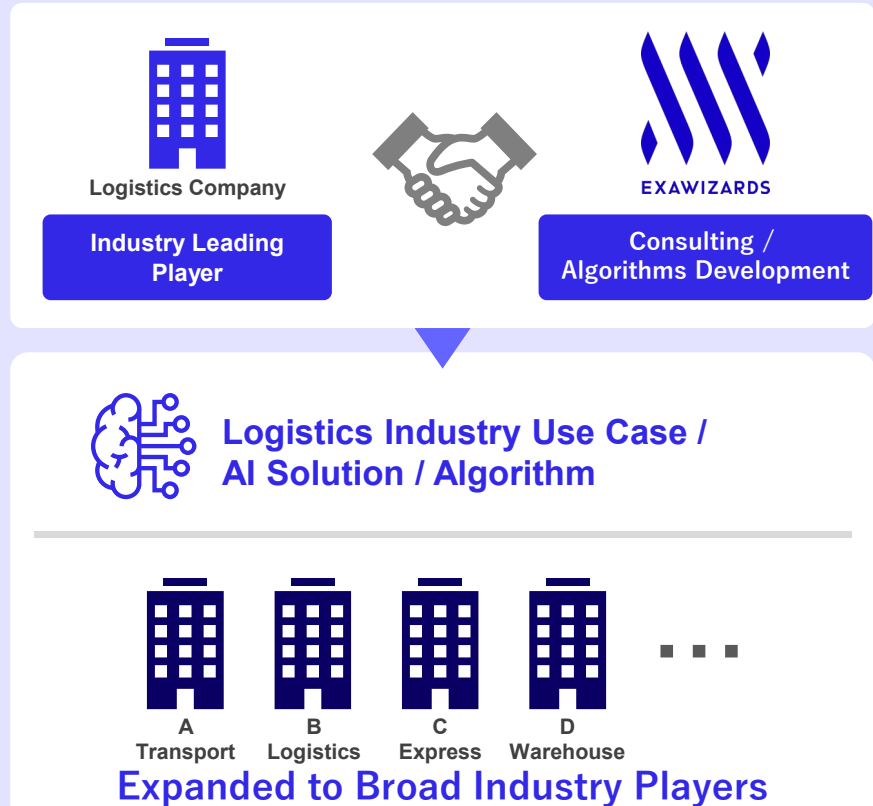 Logistics Company
EXAWIZARDS
Industry Leading
Player
Consulting /
Algorithms Development
Logistics Industry Use Case /
AI Solution / Algorithm
A
Transport
B
Logistics
C
Express
D
Warehouse
Expanded to Broad Industry Players